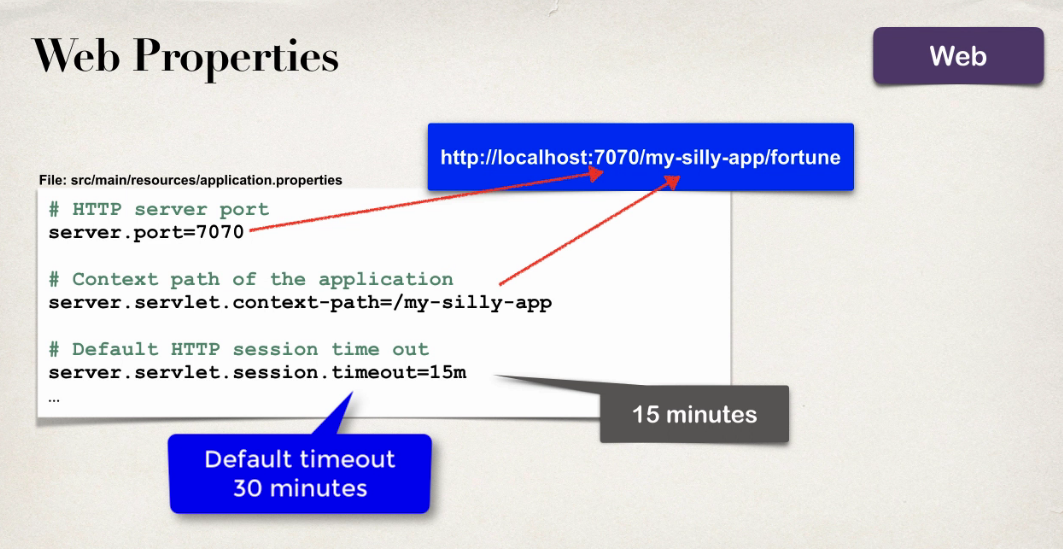 Web Properties
Web
http://localhost:7070/my-silly-app/fortune
File: src/main/resources/application.properties
# HTTP server port
server.port=7070
# Context path of the application
server.servlet.context-path=/my-silly-app
# Default HTTP session time out
server.servlet.session.timeout=15m
...
15 minutes
Default timeout
30 minutes